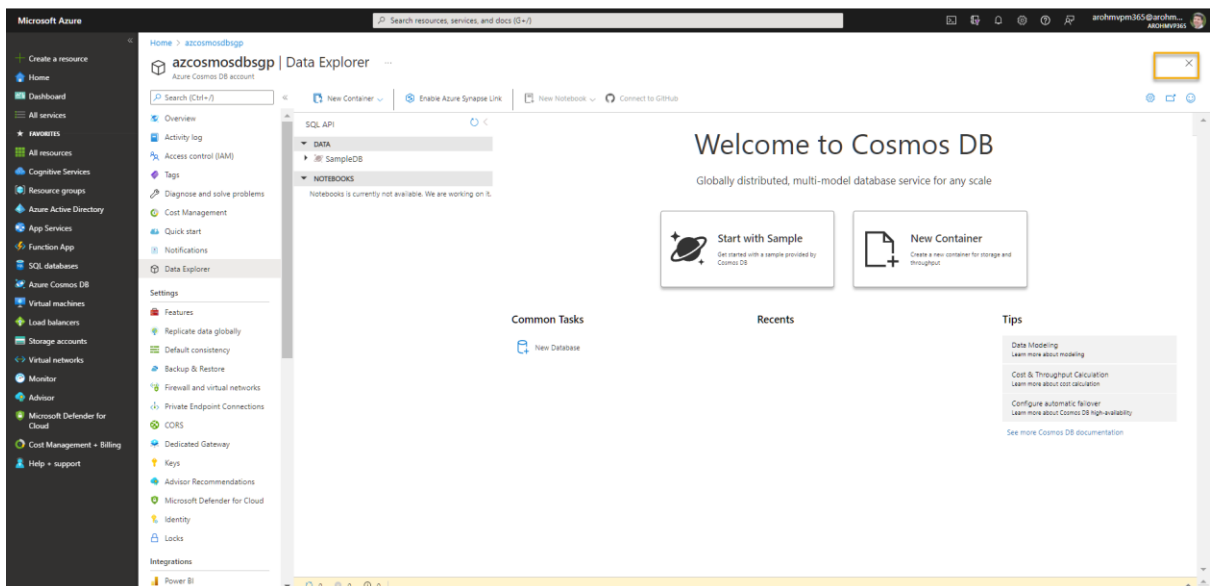 Microsoft Azure
Search resources, services, and docs (G+/)
arohmvpm365@arohm...
AROHMVP365
Create a resource
Home
Dashboard
All services
FAVORITES
All resources
Cognitive Services
Resource groups
Azure Active Directory
App Services
Function App
SQL databases
Azure Cosmos DB
Virtual machines
Load balancers
Storage accounts
Virtual networks
Monitor
Advisor
Microsoft Defender for
Cloud
Cost Management + Billing
Help + support
Home > azcosmosdbsgp
azcosmosdbsgp | Data Explorer ...
Azure Cosmos DB account
Search (Ctrl+/)
Overview
Activity log
Access control (IAM)
Tags
Diagnose and solve problems
Cost Management
Quick start
Notifications
Data Explorer
Settings
Features
Replicate data globally
Default consistency
Backup & Restore
Firewall and virtual networks
Private Endpoint Connections
CORS
Dedicated Gateway
Keys
Advisor Recommendations
Microsoft Defender for Cloud
Identity
Locks
Integrations
Power BI
New Container
Enable Azure Synapse Link
New Notebook
Connect to GitHub
SQL API
DATA
SampleDB
NOTEBOOKS
Notebooks is currently not available. We are working on it.
Welcome to Cosmos DB
Globally distributed, multi-model database service for any scale
Start with Sample
Get started with a sample provided by
Cosmos DB
New Container
Create a new container for storage and
throughput
Common Tasks
New Database
Recents
Tips
Data Modeling
Learn more about modeling
Cost & Throughput Calculation
Learn more about cost calculation
Configure automatic failover
Learn more about Cosmos DB high-availability
See more Cosmos DB documentation